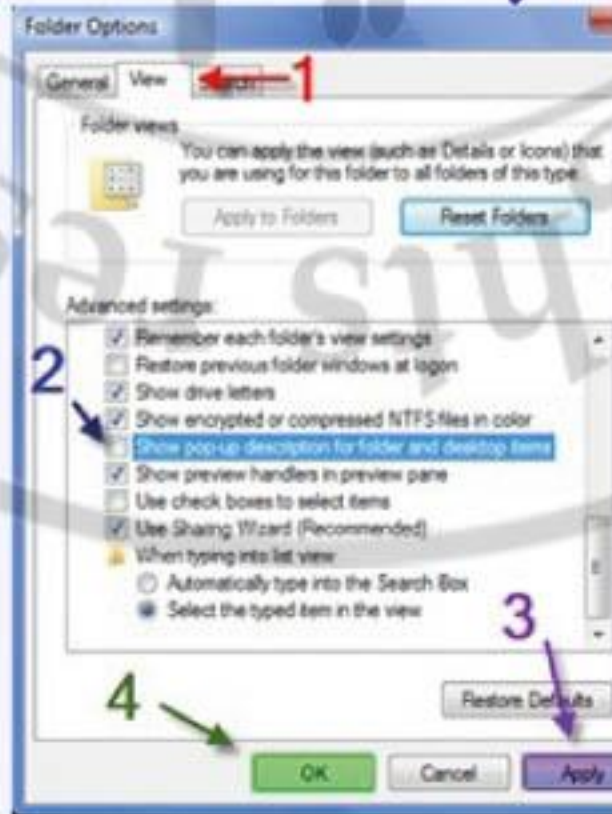 Folder Options
General View Search
1
Folder views
You can apply the view (such as Details or Icons) that
you are using for this folder to all folders of this type.
Apply to Folders Reset Folders
Advanced settings:
Remember each folder's view settings
Restore previous folder windows at logon
2
Show drive letters
Show encrypted or compressed NTFS files in color
Show pop-up description for folder and desktop items
Show preview handlers in preview pane
Use check boxes to select items
Use Sharing Wizard (Recommended)
When typing into list view
Automatically type into the Search Box
Select the typed item in the view
3
4
Restore Defaults
OK Cancel Apply